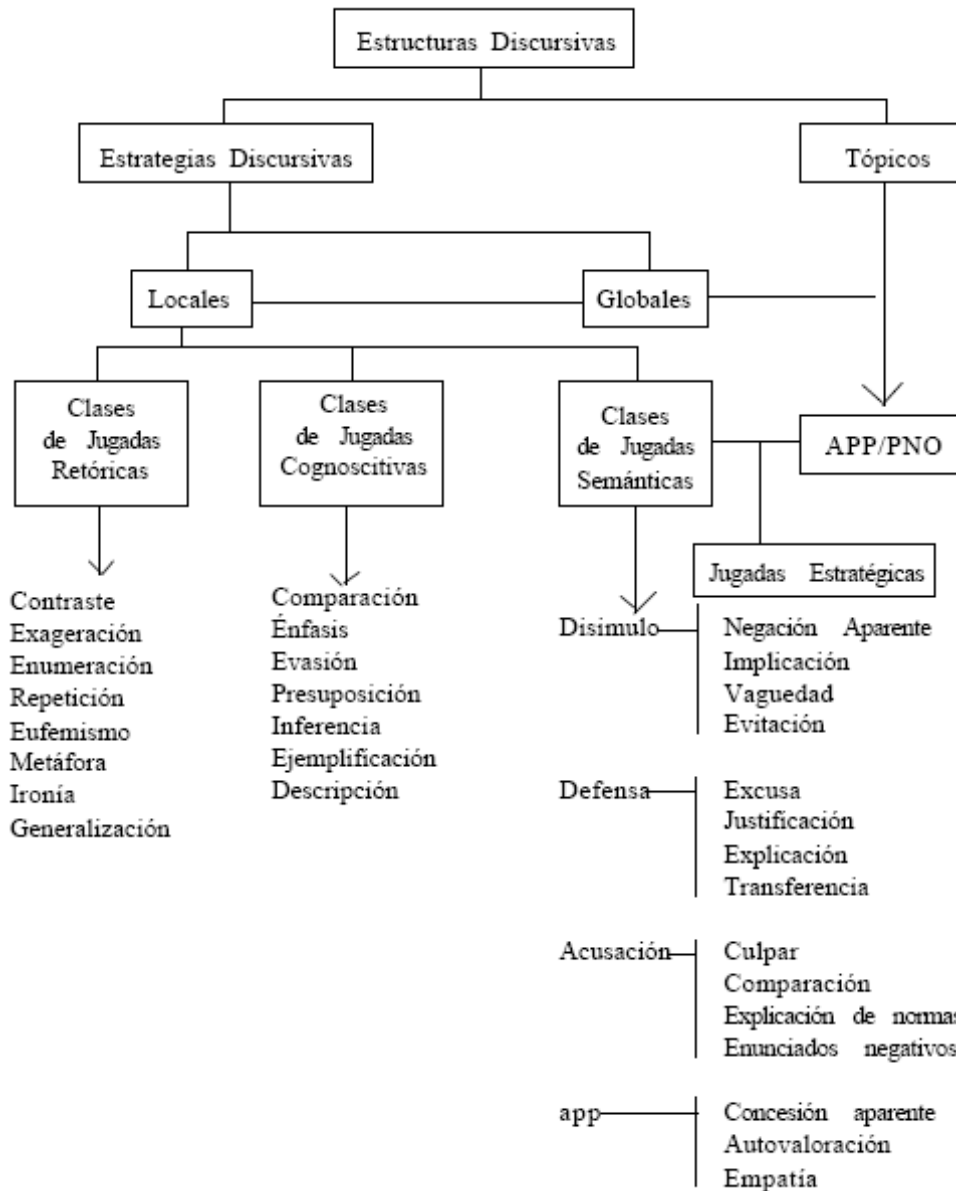 Estructuras Discursivas
Estrategias Discursivas
Tópicos
Locales
Globales
Clases
de Jugadas
Retóricas
Clases
de Jugadas
Cognoscitivas
Clases
de Jugadas
Semánticas
APP/PNO
Jugadas Estratégicas
Contraste
Exageración
Enumeración
Repetición
Eufemismo
Metáfora
Ironía
Generalización
Comparación
Énfasis
Evasión
Presuposición
Inferencia
Ejemplificación
Descripción
Disimulo
Negación Aparente
Implicación
Vaguedad
Evitación
Defensa
Excusa
Justificación
Explicación
Transferencia
Acusación
Culpar
Comparación
Explicación de normas
Enunciados negativos
app
Concesión aparente
Autovaloración
Empatía